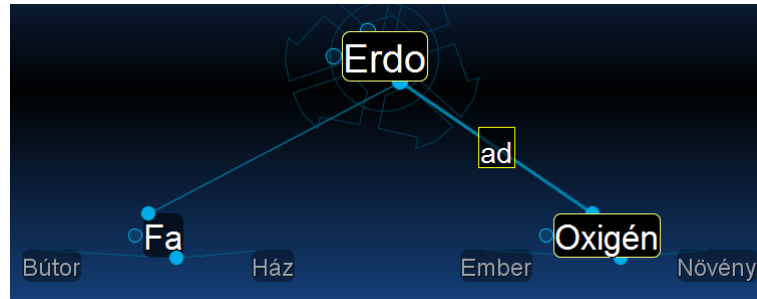 Erdo
ad
Fa
Oxigén
Bútor
Ház
Ember
Növény